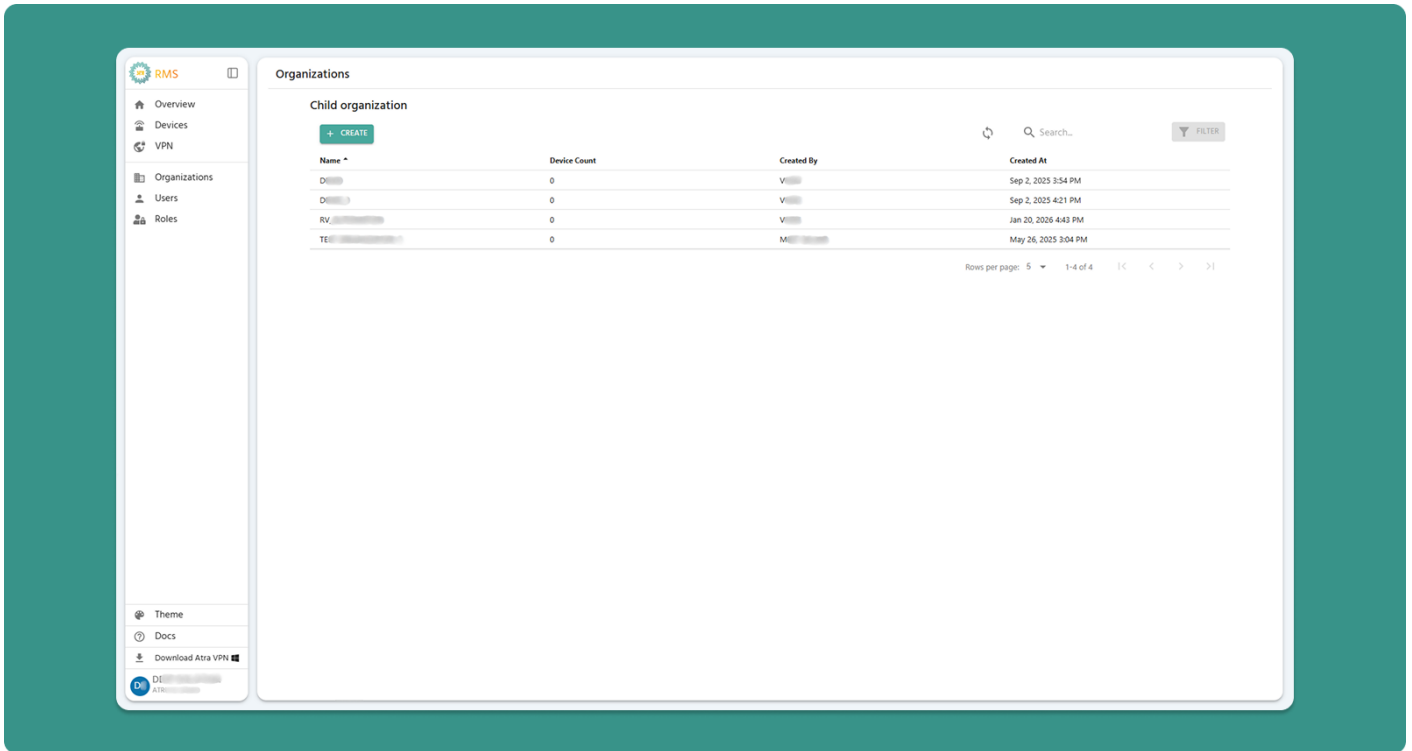 RMS
Organizations
Overview
Devices
VPN
Organizations
Users
Roles
Child organization
+ CREATE
Search...
FILTER
Name
Device Count
Created By
Created At
0
Sep 2, 2025 3:54 PM
0
Sep 2, 2025 4:21 PM
RV_
0
Jan 20, 2026 4:43 PM
0
May 26, 2025 3:04 PM
Rows per page: 5
1-4 of 4
Theme
Docs
Download Atra VPN